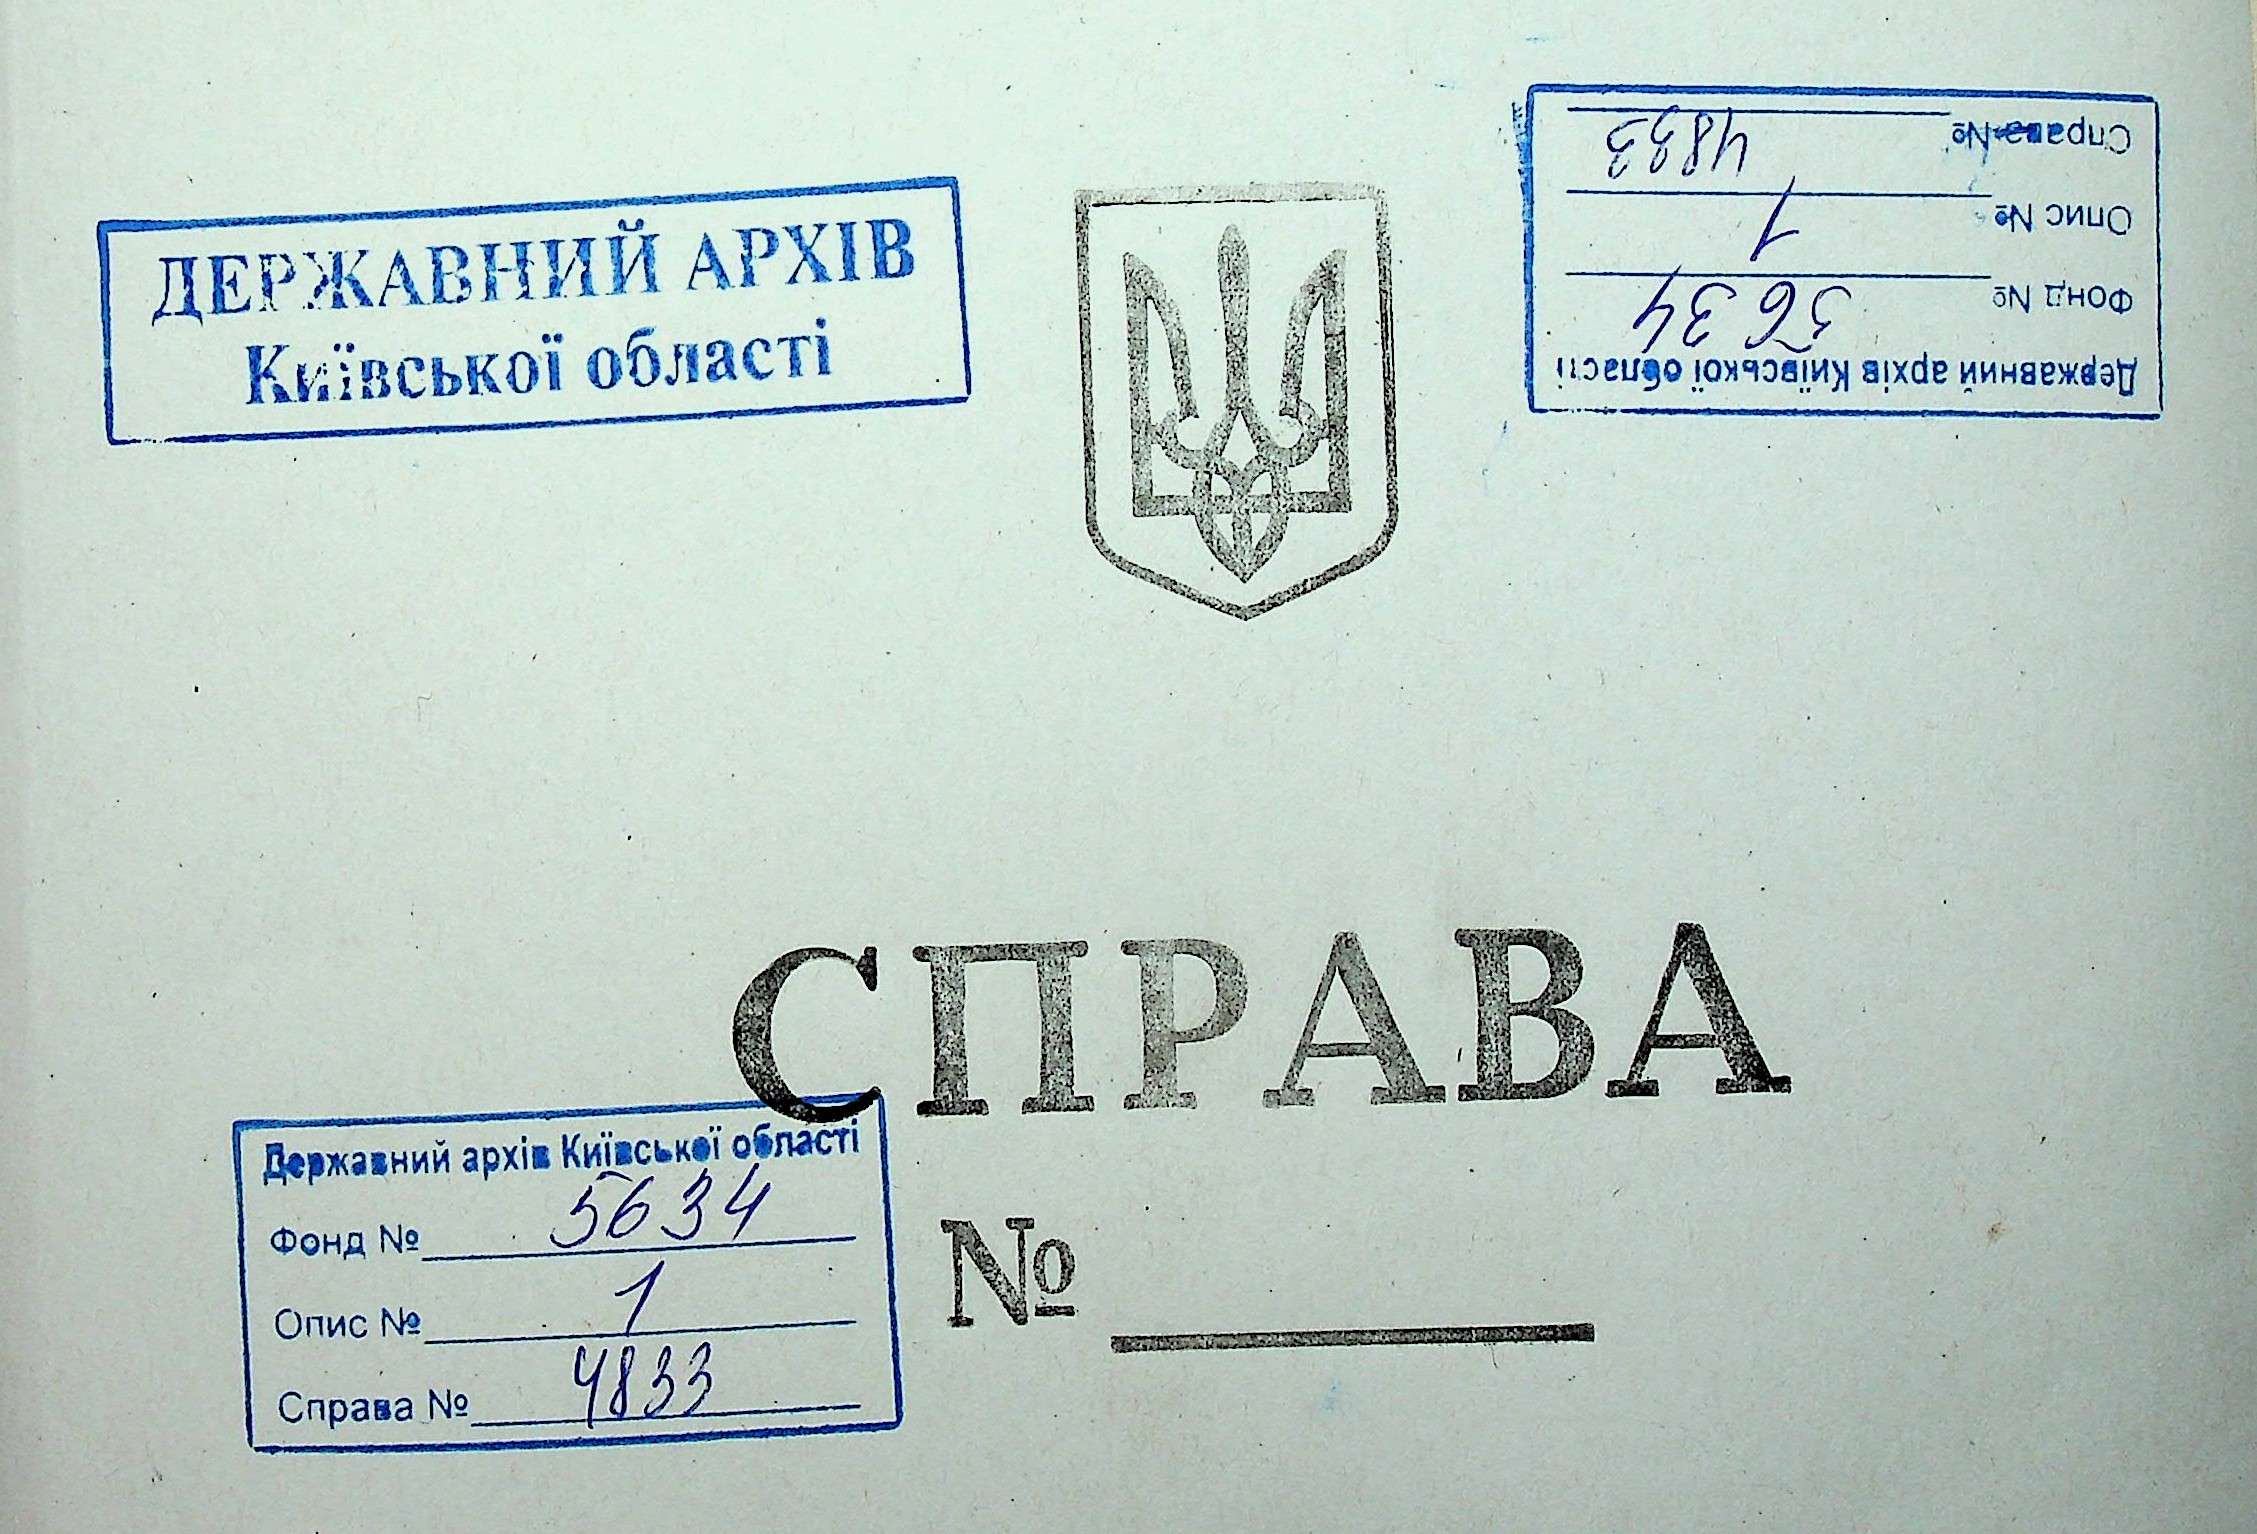 ДЕРЖАВНИЙ АРХІВ
Київської області
Державний архів Київської області
Фонд № 5634
Опис № 1
Справа № 4833
СПРАВА
№
Державний архів Київської області
Фонд № 5634
Опис № 1
Справа № 4833